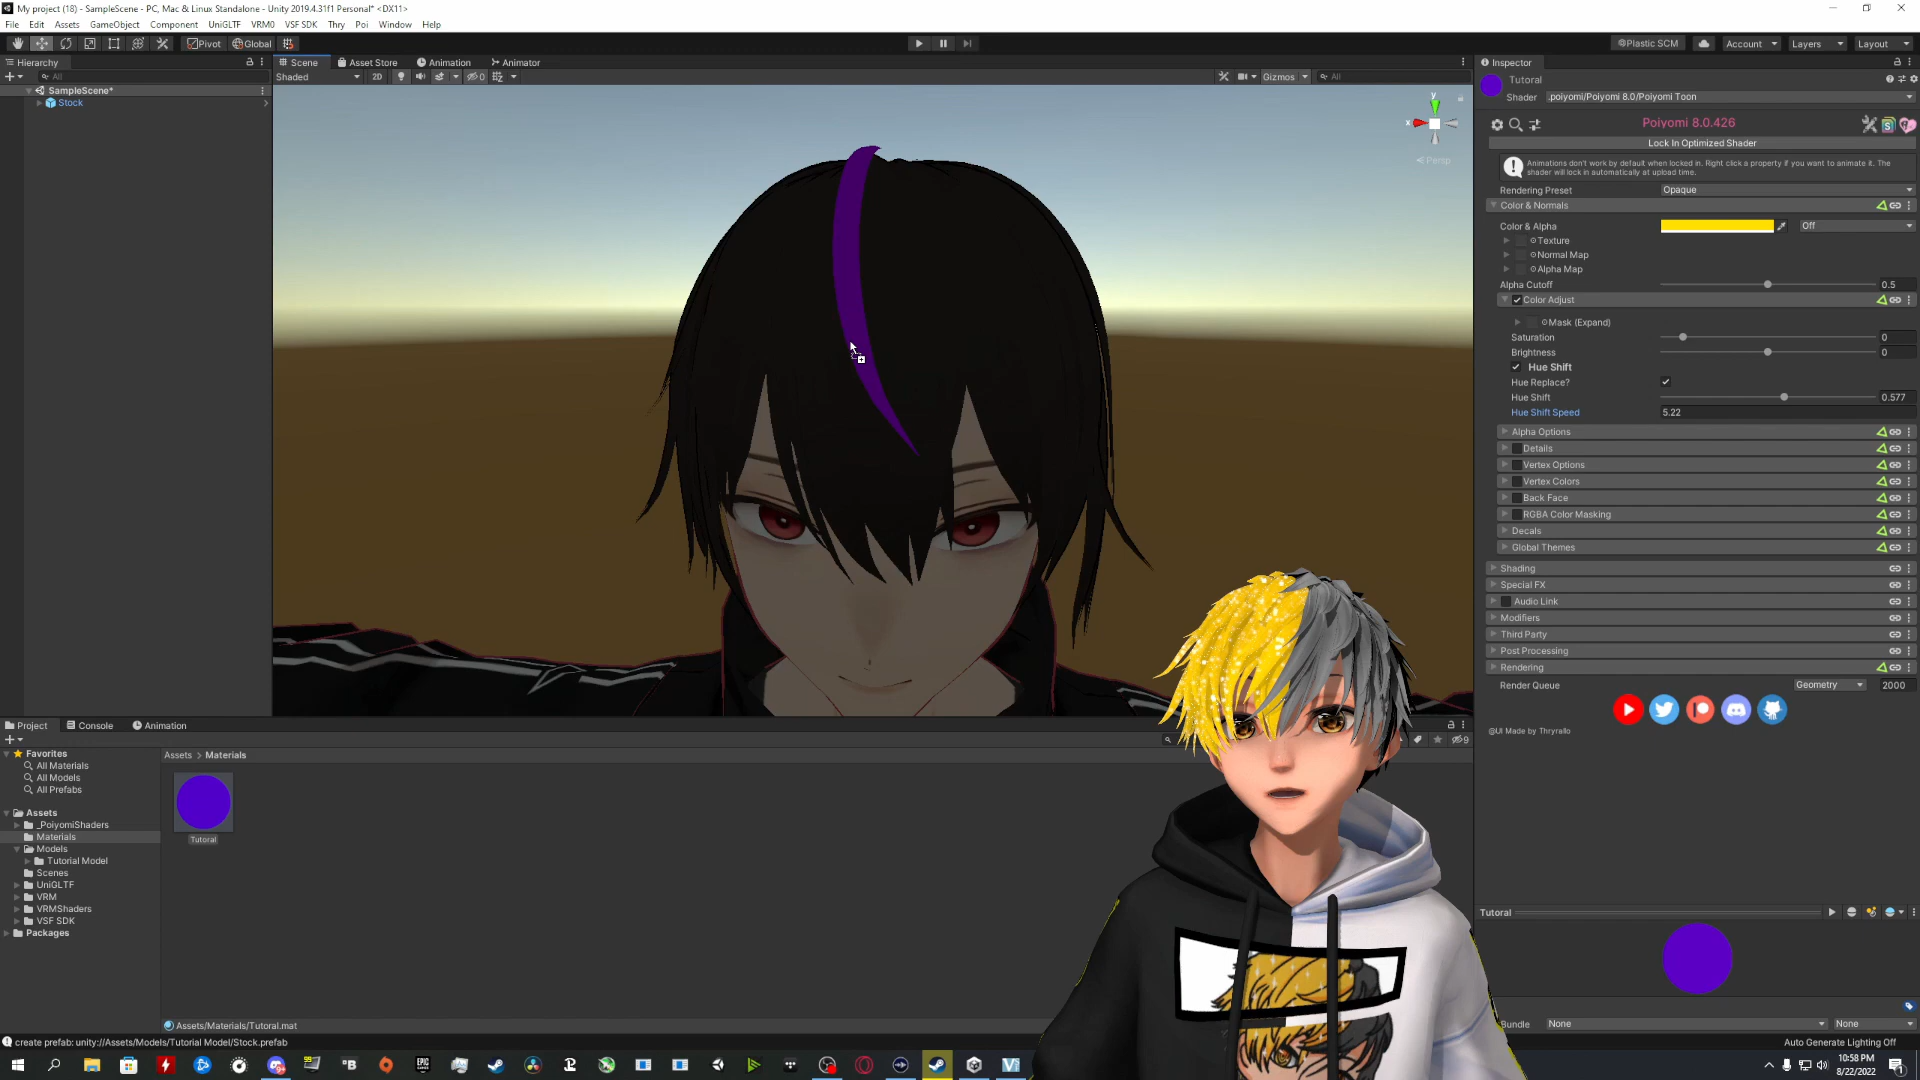 My project (18) - SampleScene - PC, Mac & Linux Standalone - Unity 2019.4.31f1 Personal* <DX11>
File Edit Assets GameObject Component UniGLTF VRM0 VSF SDK Thry Poi Window Help
Pivot Global Plastic SCM Account Layers Layout
Hierarchy
All
SampleScene*
Stock
Scene Asset Store Animation Animator
Shaded 2D 0 Gizmos All
y
x
Persp
Inspector
Tutoral
Shader .poiyomi/Poiyomi 8.0/Poiyomi Toon
Poiyomi 8.0.426
Lock In Optimized Shader
Animations don't work by default when locked in. Right click a property if you want to animate it. The
shader will lock in automatically at upload time.
Rendering Preset Opaque
Color & Normals
Color & Alpha Off
Texture
Normal Map
Alpha Map
Alpha Cutoff 0.5
Color Adjust
Mask (Expand)
Saturation 0
Brightness 0
Hue Shift
Hue Replace?
Hue Shift 0.577
Hue Shift Speed 5.22
Alpha Options
Details
Vertex Options
Vertex Colors
Back Face
RGBA Color Masking
Decals
Global Themes
Shading
Special FX
Audio Link
Modifiers
Third Party
Post Processing
Rendering
Render Queue Geometry 2000
@UI Made by Thryrallo
Project Console Animation
9
Favorites
All Materials
All Models
All Prefabs
Assets
_PoiyomiShaders
Materials
Models
Tutorial Model
Scenes
UniGLTF
VRM
VRMShaders
VSF SDK
Packages
Assets > Materials
Tutoral
Assets/Materials/Tutoral.mat
Tutoral
Bundle None None
create prefab: unity://Assets/Models/Tutorial Model/Stock.prefab
Auto Generate Lighting Off
10:58 PM
8/22/2022